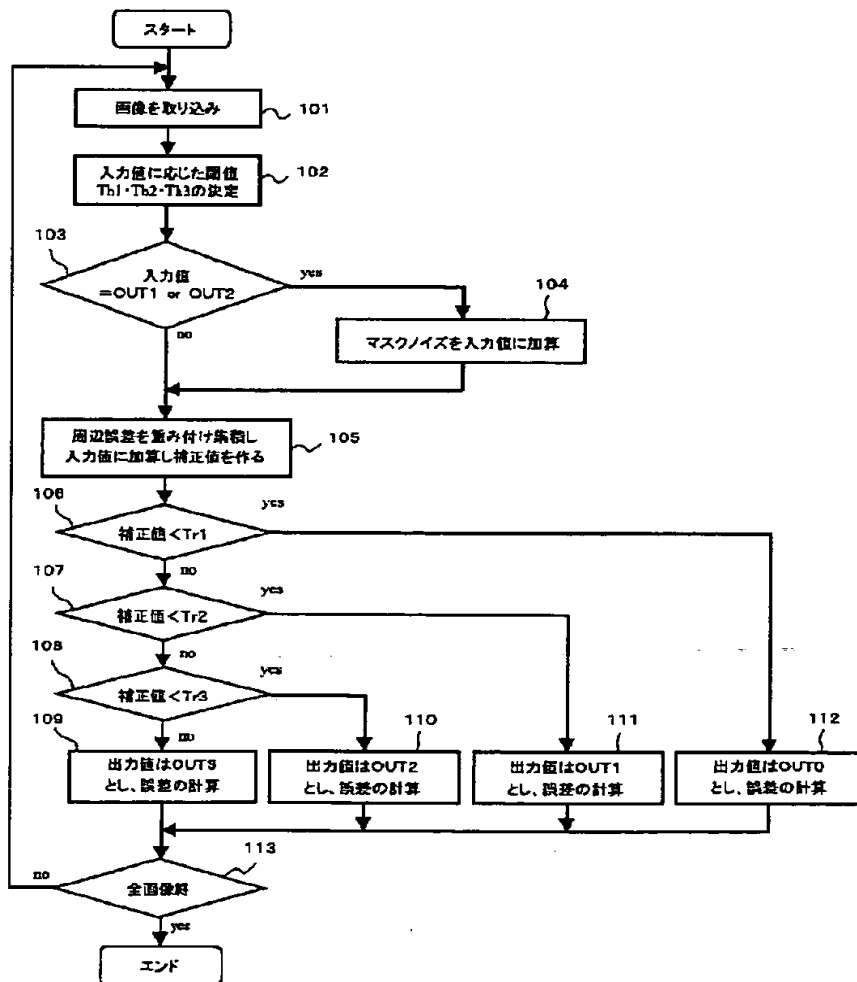 スタート
画像を取り込み
101
入力値に応じた閾値
Th1・Th2・Th3の決定
102
103
入力値
=OUT1 or OUT2
yes
no
104
マスクノイズを入力値に加算
周辺誤差を重み付け集積し
入力値に加算し補正値を作る
105
106
補正値<Tr1
yes
no
107
補正値<Tr2
yes
no
108
補正値<Tr3
yes
no
109
出力値はOUT3
とし、誤差の計算
110
出力値はOUT2
とし、誤差の計算
111
出力値はOUT1
とし、誤差の計算
112
出力値はOUT0
とし、誤差の計算
113
全画像終
no
yes
エンド